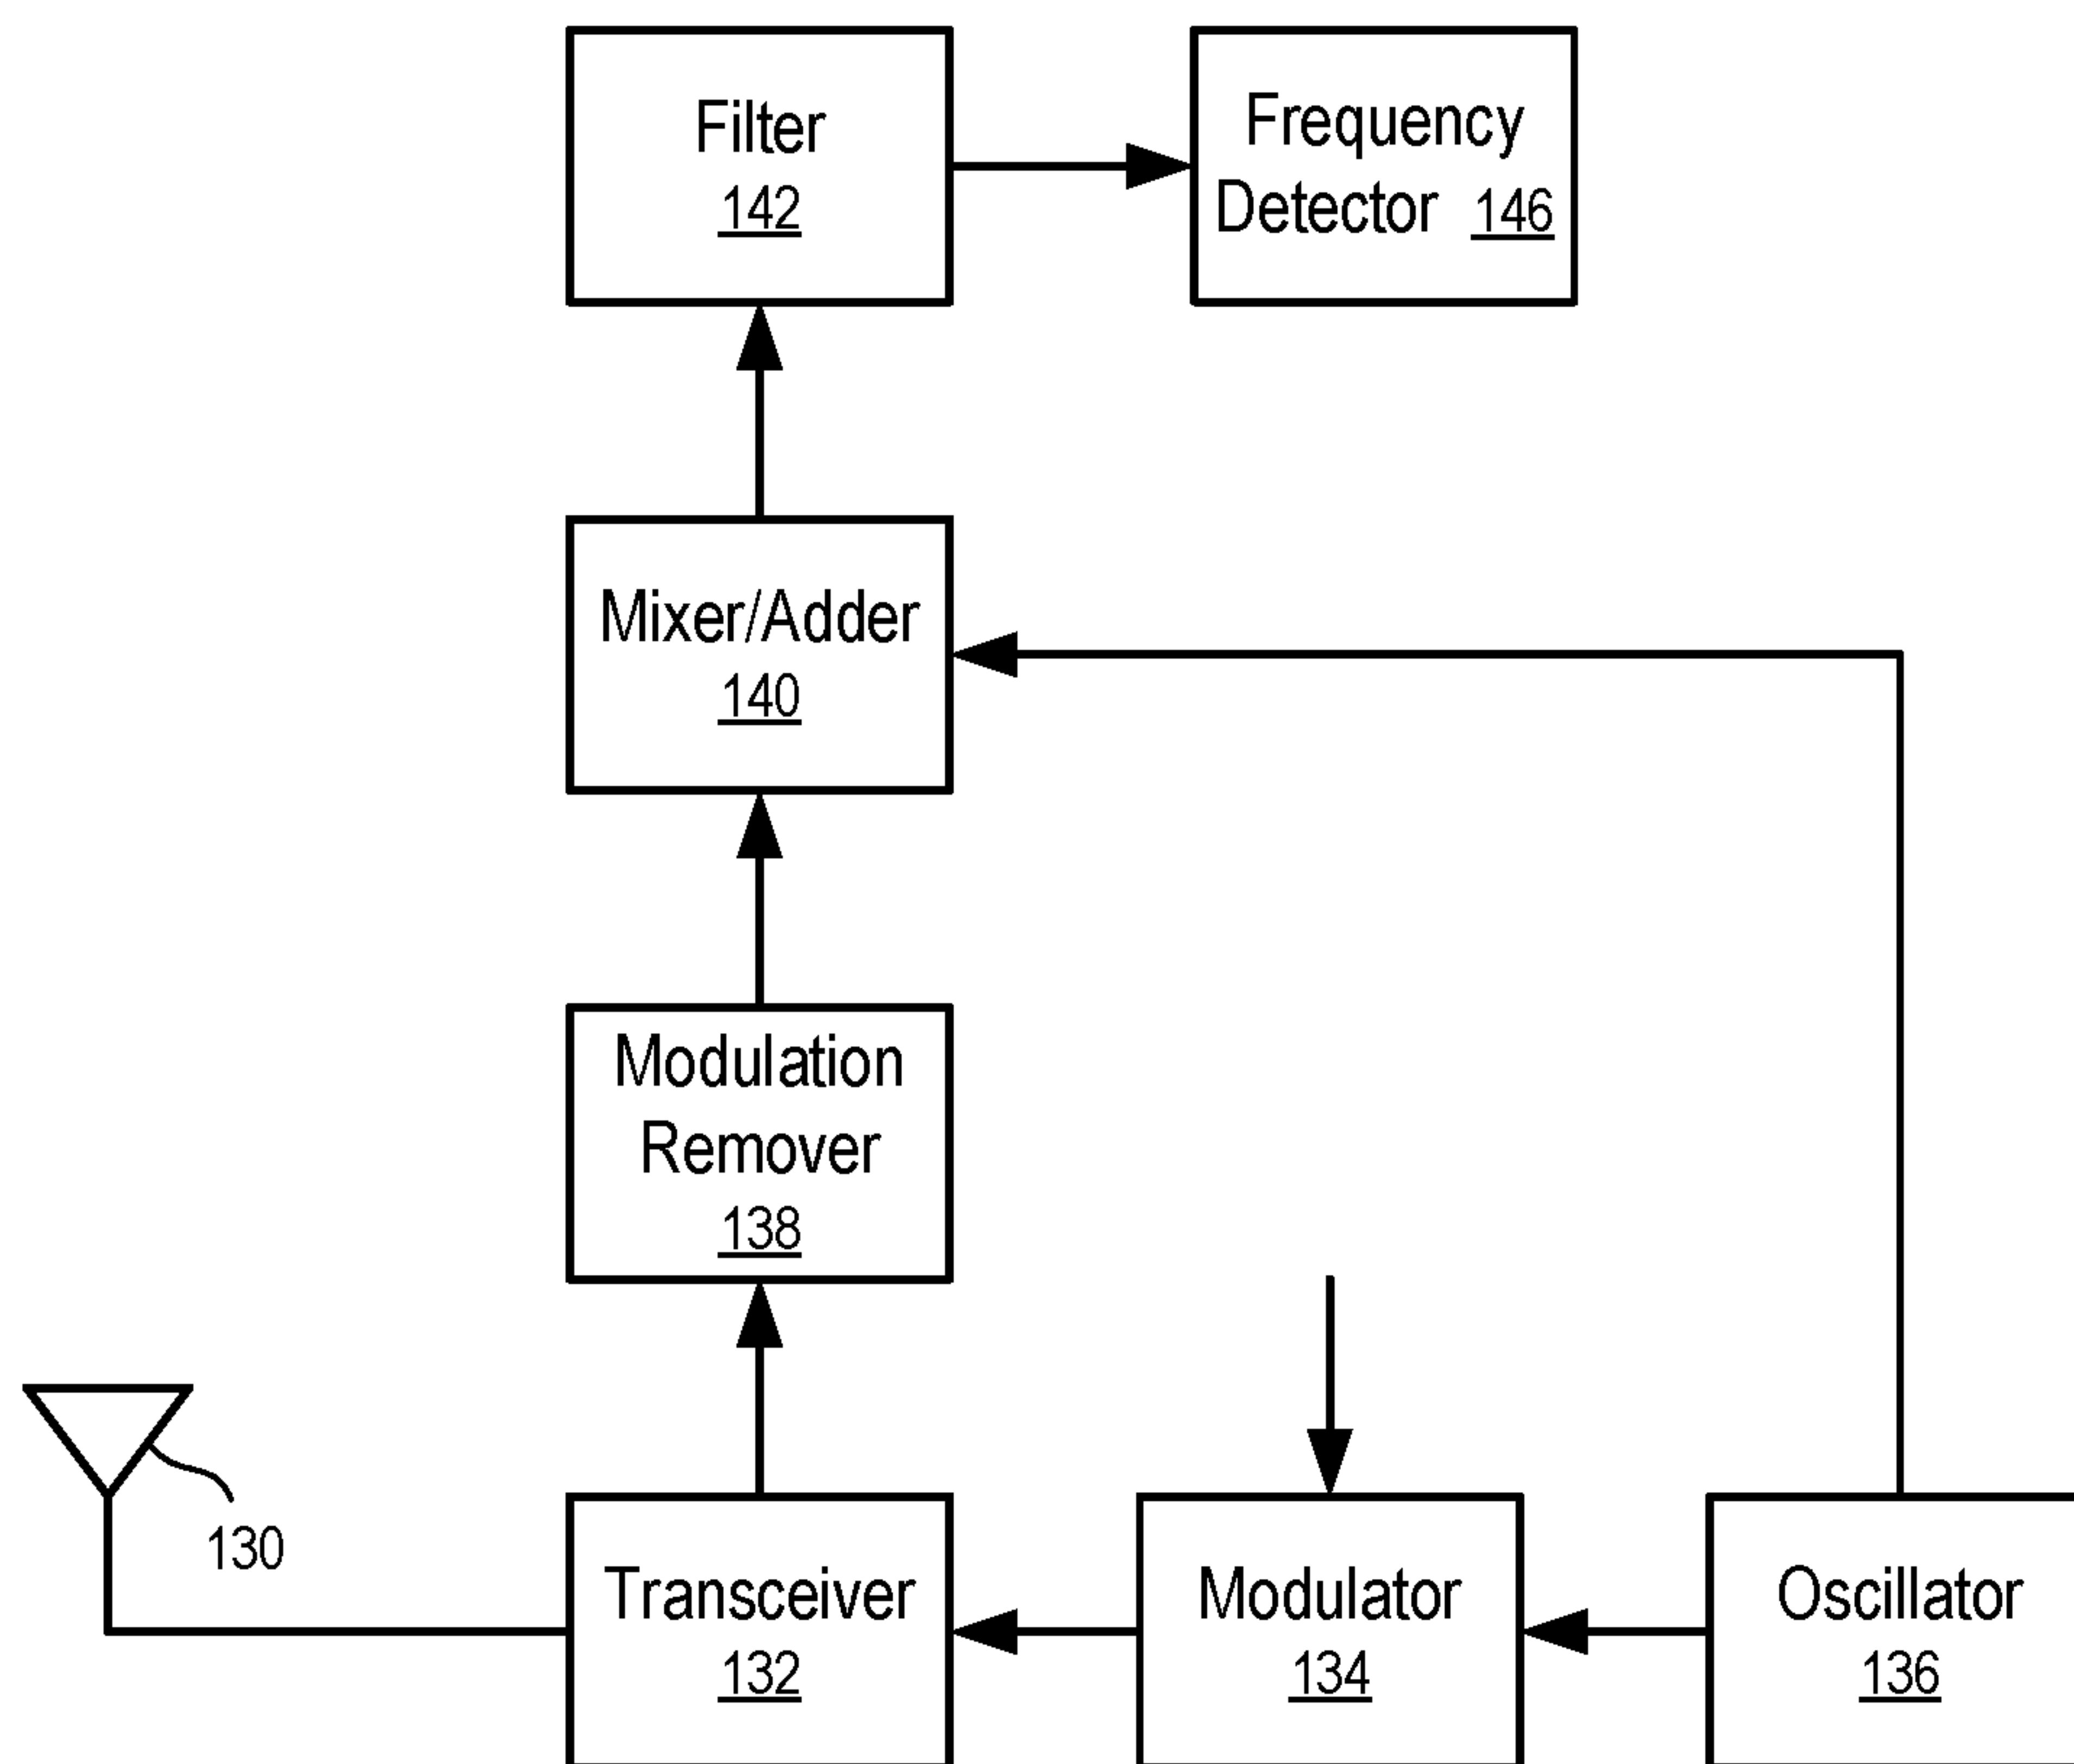 Filter
142
Frequency
Detector 146
Mixer/Adder
140
Modulation
Remover
138
130
Transceiver
132
Modulator
134
Oscillator
136